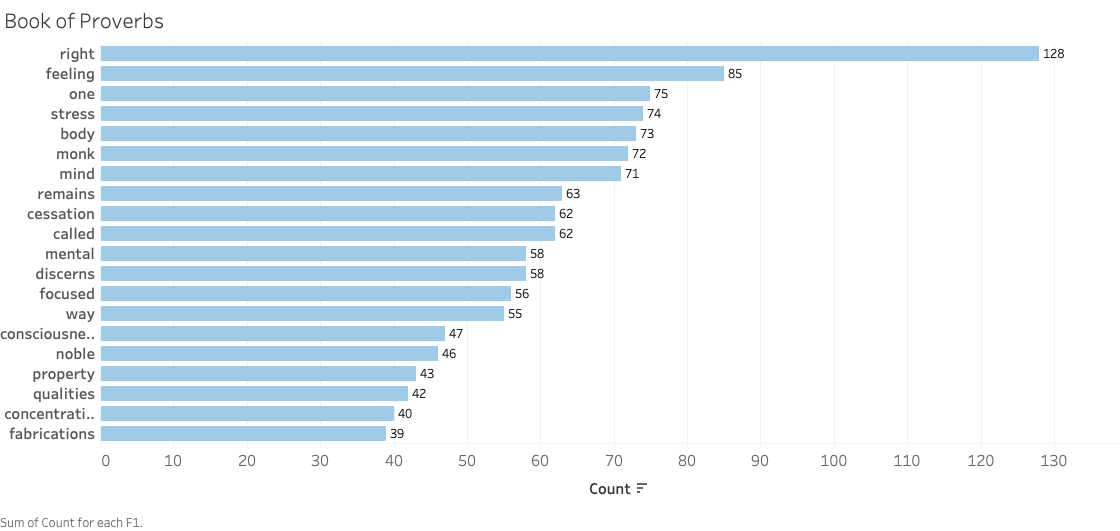 Book of Proverbs
right 128
feeling 85
one 75
stress 74
body 73
monk 72
mind 71
remains 63
cessation 62
called 62
mental 58
discerns 58
focused 56
way 55
consciousne.. 47
noble 46
property 43
qualities 42
concentrati.. 40
fabrications 39
0 10 20 30 40 50 60 70 80 90 100 110 120 130
Count
Sum of Count for each F1.